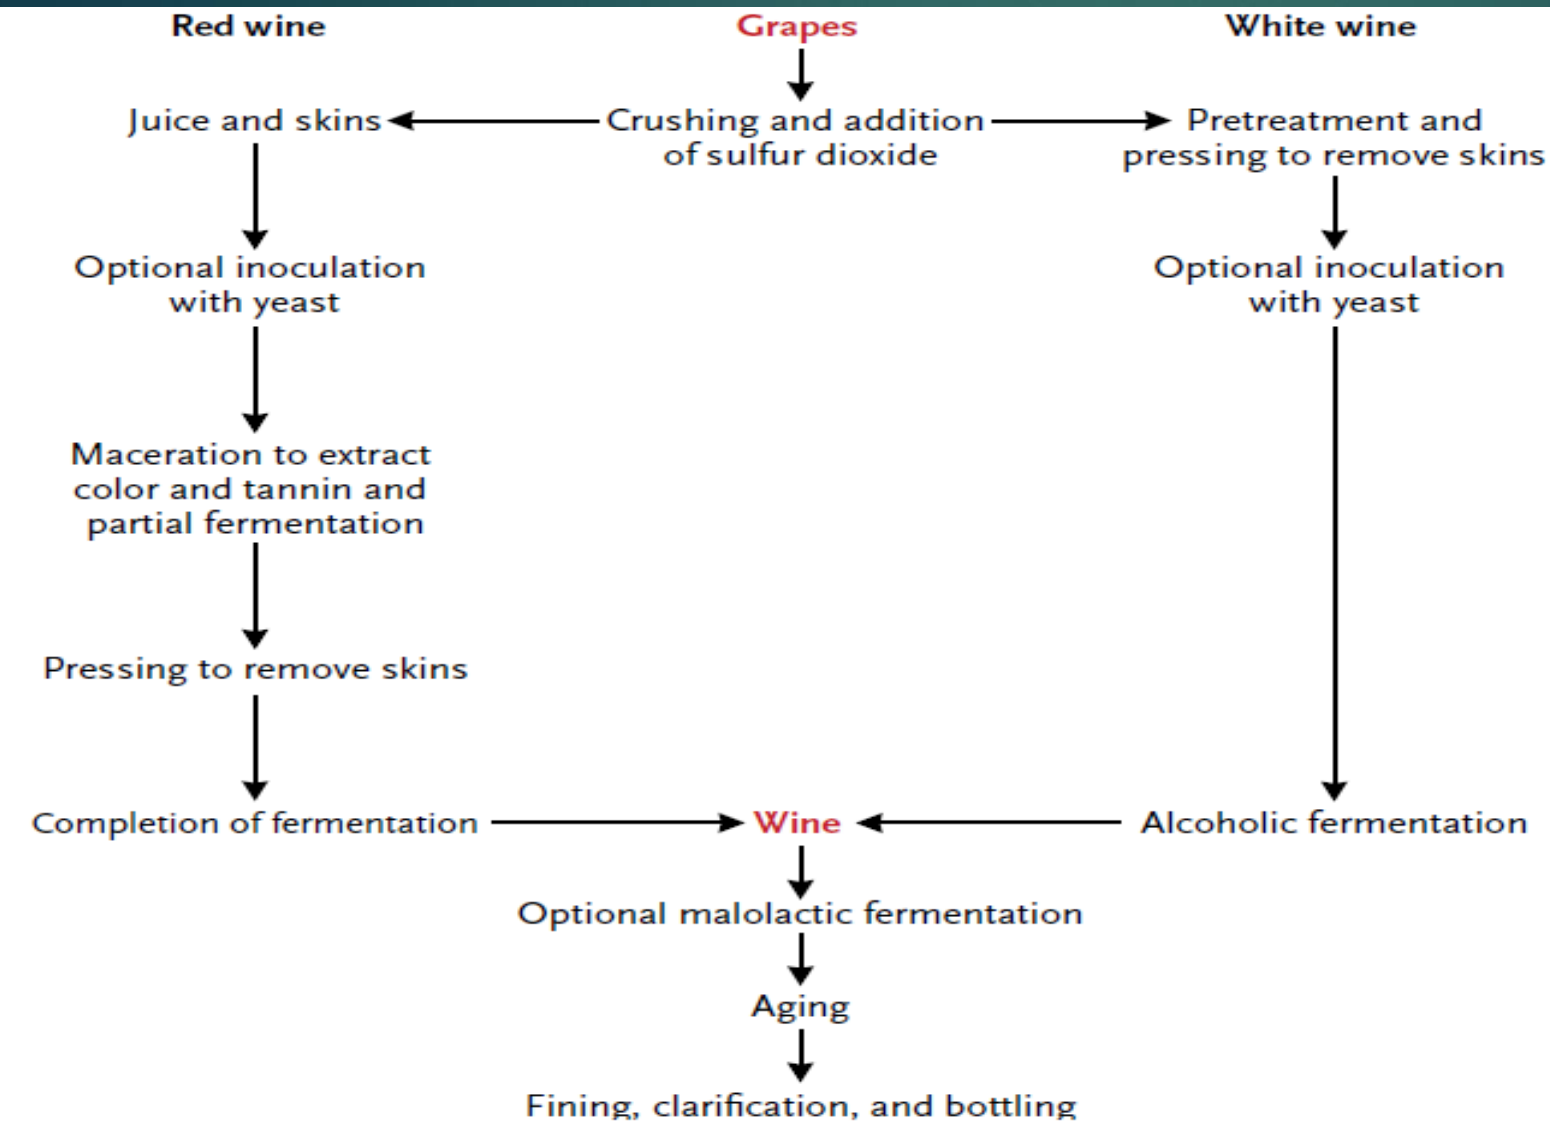 Red wine
Grapes
White wine
Juice and skins
Crushing and addition
of sulfur dioxide
Pretreatment and
pressing to remove skins
Optional inoculation
with yeast
Optional inoculation
with yeast
Maceration to extract
color and tannin and
partial fermentation
Pressing to remove skins
Completion of fermentation
Wine
Alcoholic fermentation
Optional malolactic fermentation
Aging
Fining, clarification, and bottling